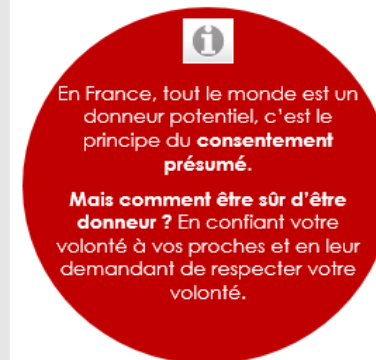 En France, tout le monde est un
donneur potentiel, c'est le
principe du consentement
présumé.
Mais comment être sûr d'être
donneur ? En confiant votre
volonté à vos proches et en leur
demandant de respecter votre
volonté.